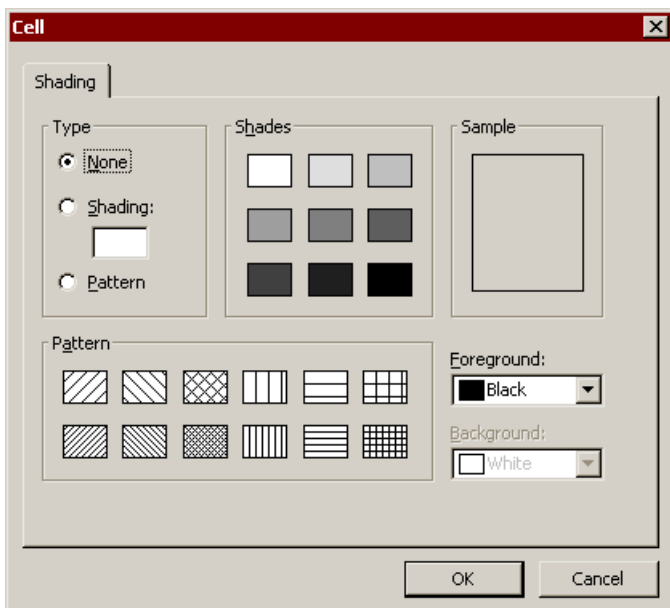 Cell
Shading
Type
None
Shading:
Pattern
Shades
Sample
Pattern
Foreground:
Black
Background:
White
OK
Cancel